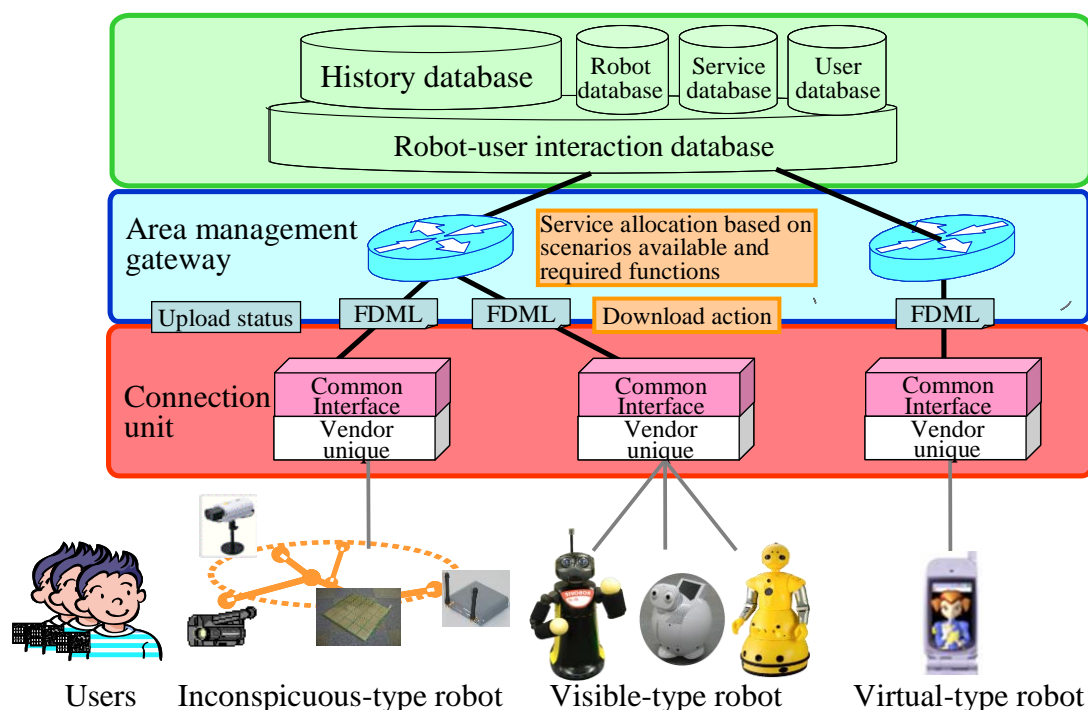 History database
Robot
database
Service
database
User
database
Robot-user interaction database
Area management
gateway
Service allocation based on
scenarios available and
required functions
Upload status
FDML
FDML
Download action
FDML
Connection
unit
Common
Interface
Vendor
unique
Common
Interface
Vendor
unique
Common
Interface
Vendor
unique
Users
Inconspicuous-type robot
Visible-type robot
Virtual-type robot